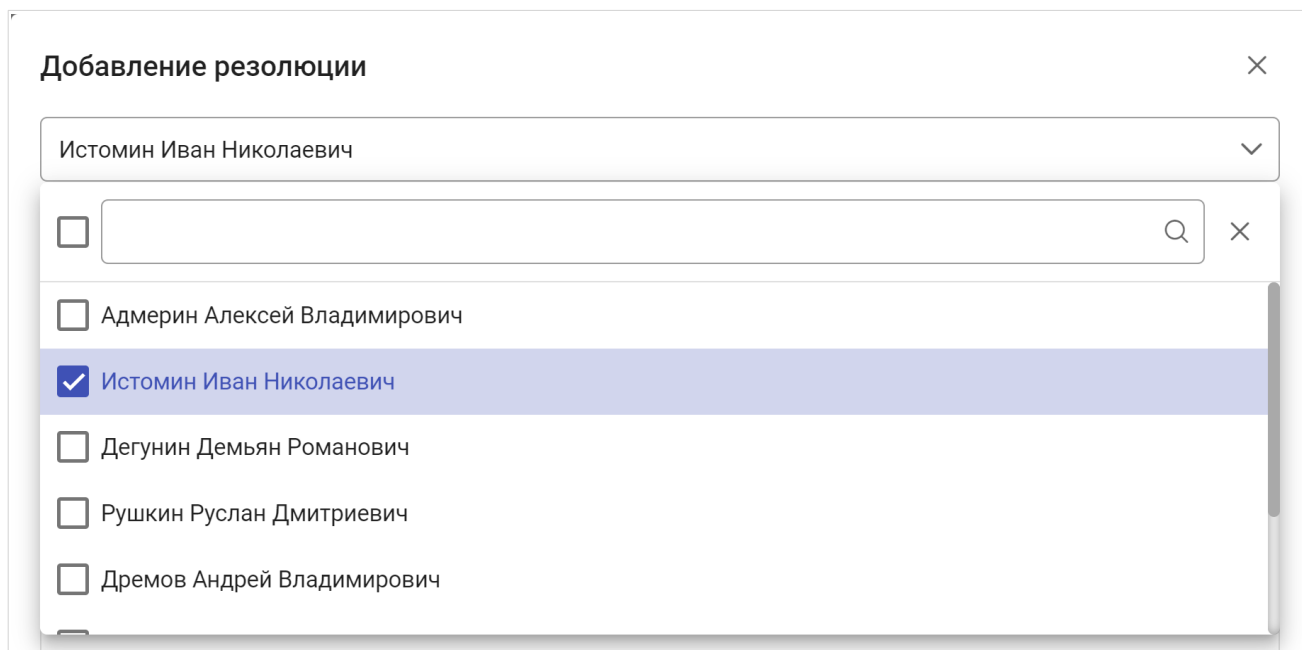 Добавление резолюции
Истомин Иван Николаевич
Адмерин Алексей Владимирович
Истомин Иван Николаевич
Дегунин Демьян Романович
Рушкин Руслан Дмитриевич
Дремов Андрей Владимирович